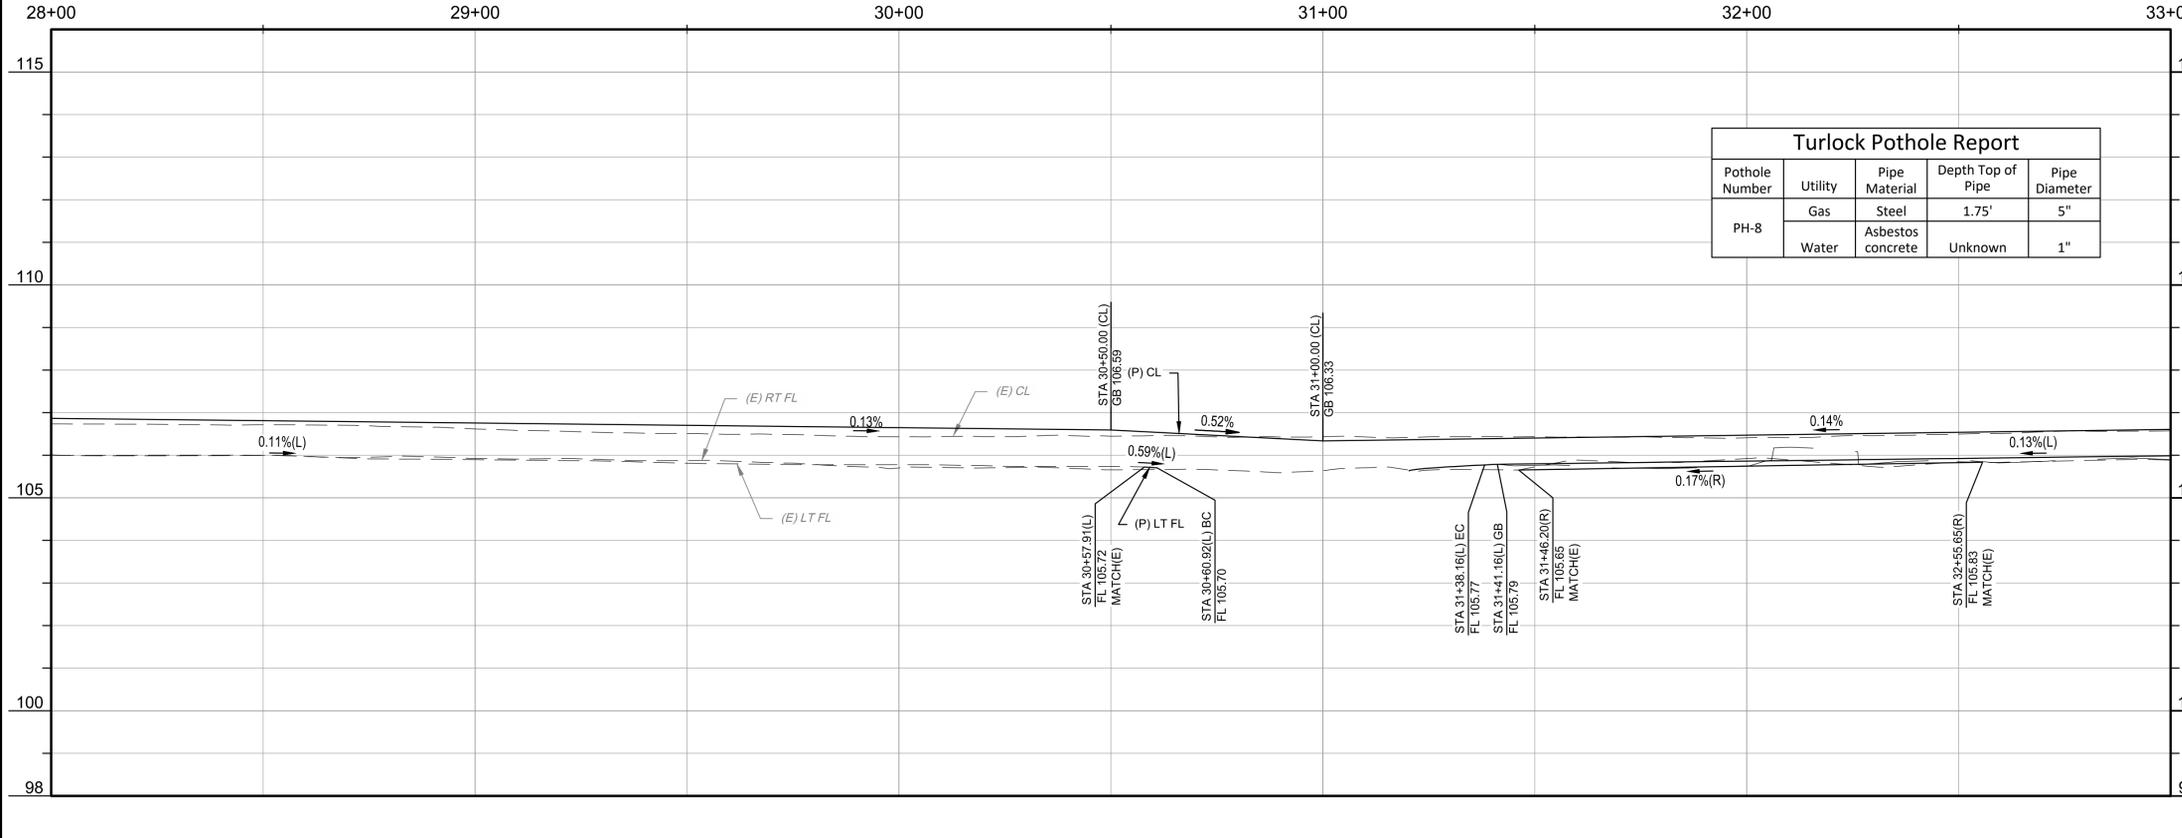 28+00
29+00
30+00
31+00
32+00
33+0
115
110
105
100
98
Turlock Pothole Report
Pothole Number
Utility
Pipe Material
Depth Top of Pipe
Pipe Diameter
PH-8
Gas
Steel
1.75'
5"
Water
Asbestos concrete
Unknown
1"
STA 30+50.00 (CL)
GB 106.59
(P) CL
STA 31+00.00 (CL)
GB 106.33
(E) RT FL
(E) CL
0.13%
0.52%
0.14%
0.11%(L)
0.59%(L)
0.13%(L)
0.17%(R)
(E) LT FL
(P) LT FL
STA 30+57.91(L)
FL 105.72
MATCH(E)
STA 30+60.92(L) BC
FL 105.70
STA 31+38.16(L) EC
FL 105.77
STA 31+41.16(L) GB
FL 105.79
STA 31+46.20(R)
FL 105.65
MATCH(E)
STA 32+55.65(R)
FL 105.83
MATCH(E)